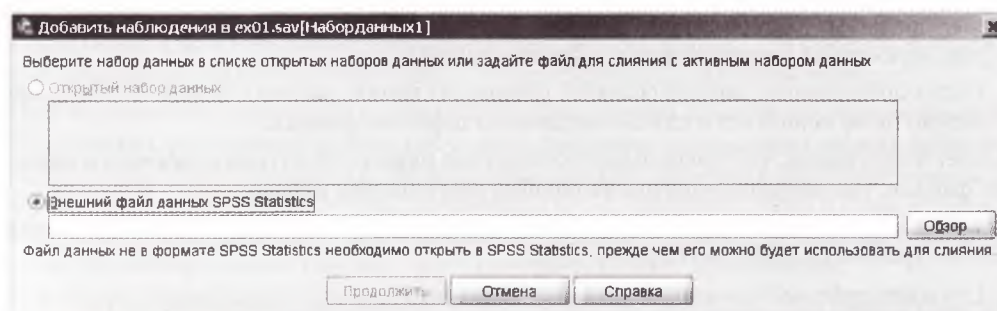 Добавить наблюдения в ex01.sav[Наборданных1]
Выберите набор данных в списке открытых наборов данных или задайте файл для слияния с активным набором данных
Открытый набор данных
Внешний файл данных SPSS Statistics
Обзор
Файл данных не в формате SPSS Statistics необходимо открыть в SPSS Statistics, прежде чем его можно будет использовать для слияния
Продолжить Отмена Справка